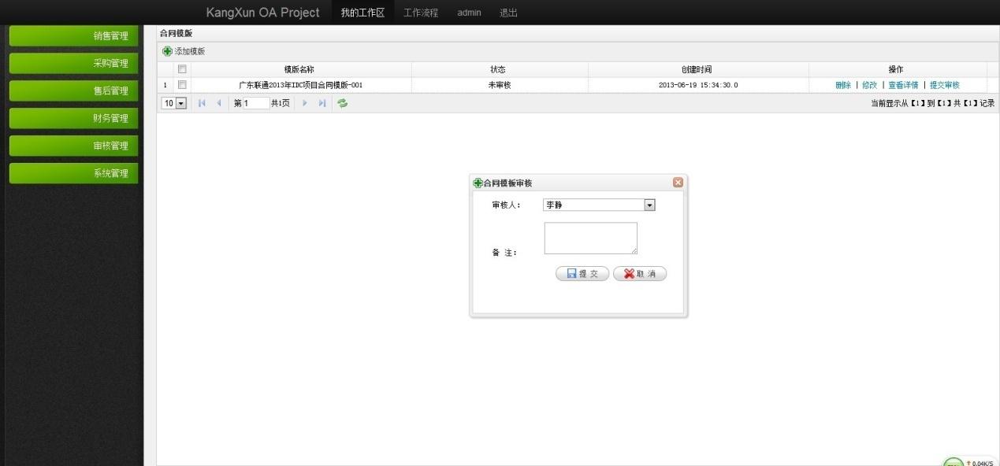 KangXun OA Project 我的工作区 工作流程 admin 退出
销售管理
采购管理
售后管理
财务管理
审核管理
系统管理
合同模版
添加模版
模版名称 状态 创建时间 操作
1 广东联通2013年IDC项目合同模版-001 未审核 2013-06-19 15:34:30.0 删除 | 修改 | 查看详情 | 提交审核
10 第 1 共1页 当前显示从【1】到【1】共【1】记录
合同模板审核
审核人: 李静
备 注:
提 交 取 消
0.04K/S